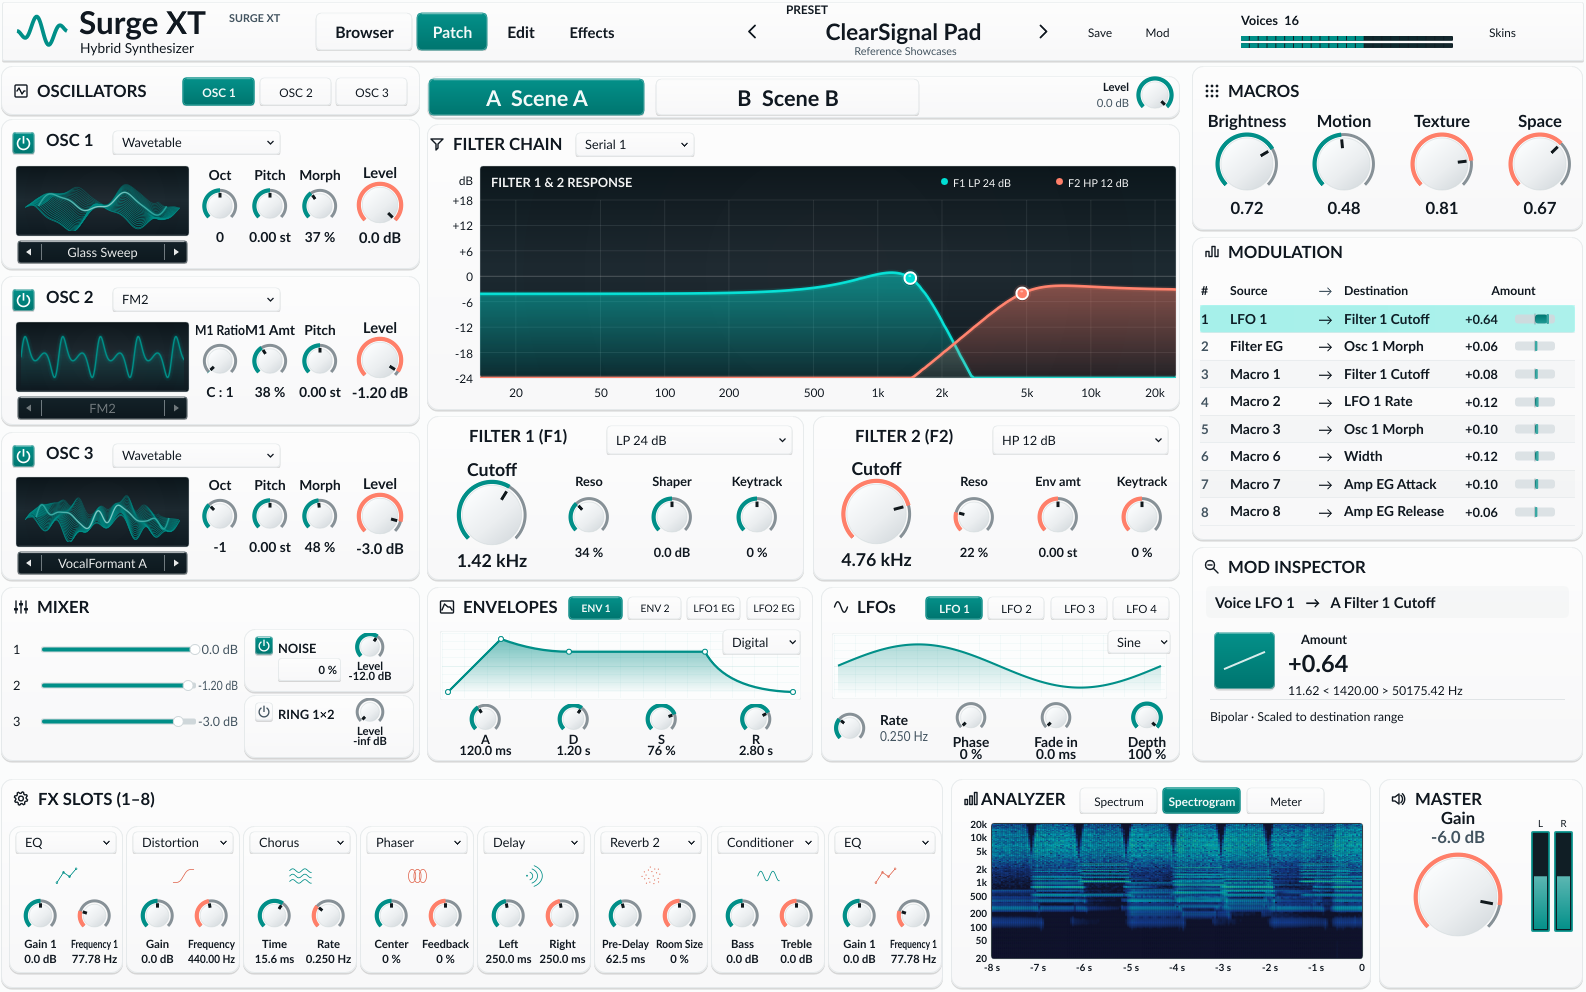 Surge XT
Hybrid Synthesizer
SURGE XT
Browser
Patch
Edit
Effects
PRESET
ClearSignal Pad
Reference Showcases
Save
Mod
Voices 16
Skins
OSCILLATORS
OSC 1
OSC 2
OSC 3
OSC 1
Wavetable
Glass Sweep
Oct Pitch Morph Level
0 0.00 st 37 % 0.0 dB
OSC 2
FM2
FM2
M1 Ratio M1 Amt Pitch Level
C : 1 38 % 0.00 st -1.20 dB
OSC 3
Wavetable
VocalFormant A
Oct Pitch Morph Level
-1 0.00 st 48 % -3.0 dB
A Scene A
B Scene B
Level
0.0 dB
FILTER CHAIN
Serial 1
FILTER 1 & 2 RESPONSE
F1 LP 24 dB
F2 HP 12 dB
dB
+18
+12
+6
0
-6
-12
-18
-24
20 50 100 200 500 1k 2k 5k 10k 20k
FILTER 1 (F1)
LP 24 dB
Cutoff Reso Shaper Keytrack
1.42 kHz 34 % 0.0 dB 0 %
FILTER 2 (F2)
HP 12 dB
Cutoff Reso Env amt Keytrack
4.76 kHz 22 % 0.00 st 0 %
MACROS
Brightness Motion Texture Space
0.72 0.48 0.81 0.67
MODULATION
# Source → Destination Amount
1 LFO 1 → Filter 1 Cutoff +0.64
2 Filter EG → Osc 1 Morph +0.06
3 Macro 1 → Filter 1 Cutoff +0.08
4 Macro 2 → LFO 1 Rate +0.12
5 Macro 3 → Osc 1 Morph +0.10
6 Macro 6 → Width +0.12
7 Macro 7 → Amp EG Attack +0.10
8 Macro 8 → Amp EG Release +0.06
MOD INSPECTOR
Voice LFO 1 → A Filter 1 Cutoff
Amount
+0.64
11.62 < 1420.00 > 50175.42 Hz
Bipolar · Scaled to destination range
MIXER
1 0.0 dB
2 -1.20 dB
3 -3.0 dB
NOISE
0 %
Level
-12.0 dB
RING 1×2
Level
-inf dB
ENVELOPES
ENV 1
ENV 2
LFO1 EG
LFO2 EG
Digital
A D S R
120.0 ms 1.20 s 76 % 2.80 s
LFOs
LFO 1
LFO 2
LFO 3
LFO 4
Sine
Rate
0.250 Hz
Phase Fade in Depth
0 % 0.0 ms 100 %
FX SLOTS (1–8)
EQ
Gain 1 Frequency 1
0.0 dB 77.78 Hz
Distortion
Gain Frequency
0.0 dB 440.00 Hz
Chorus
Time Rate
15.6 ms 0.250 Hz
Phaser
Center Feedback
0 % 0 %
Delay
Left Right
250.0 ms 250.0 ms
Reverb 2
Pre-Delay Room Size
62.5 ms 0 %
Conditioner
Bass Treble
0.0 dB 0.0 dB
EQ
Gain 1 Frequency 1
0.0 dB 77.78 Hz
ANALYZER
Spectrum
Spectrogram
Meter
20k
10k
5k
2k
1k
500
200
100
50
20
-8 s -7 s -6 s -5 s -4 s -3 s -2 s -1 s 0
MASTER
Gain
-6.0 dB
L R